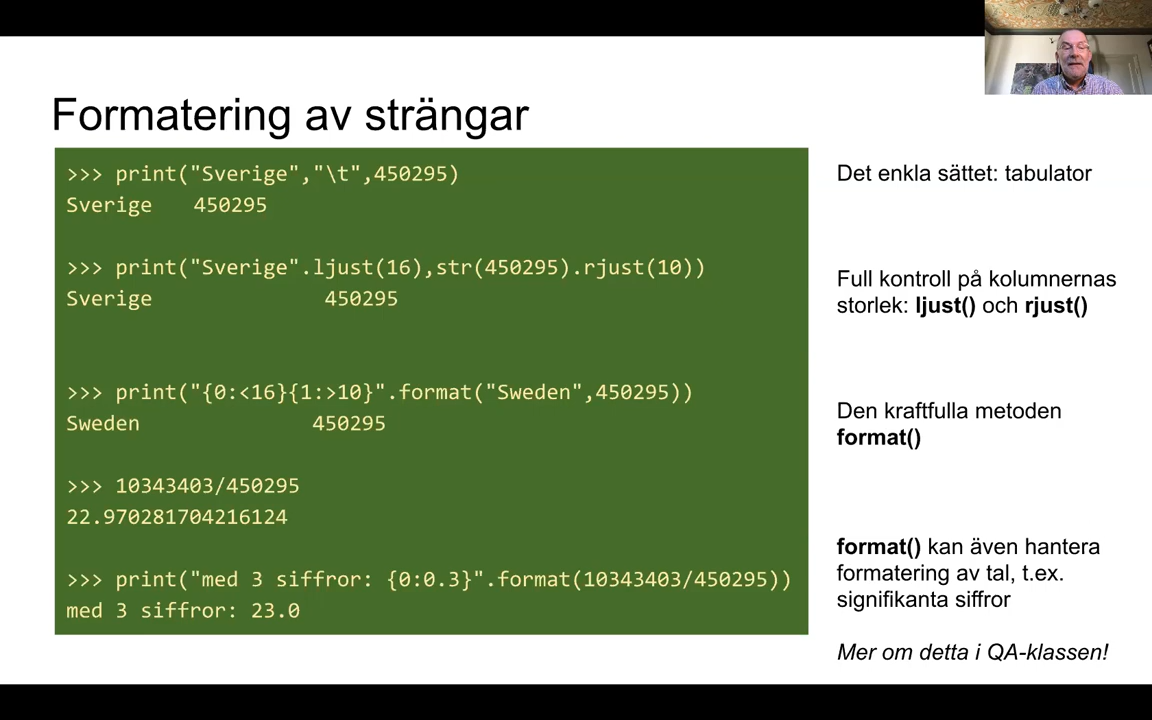 Formatering av strängar
>>> print("Sverige","\t",450295)
Sverige   450295
>>> print("Sverige".ljust(16),str(450295).rjust(10))
Sverige              450295
>>> print("{0:<16}{1:>10}".format("Sweden",450295))
Sweden              450295
>>> 10343403/450295
22.970281704216124
>>> print("med 3 siffror: {0:0.3}".format(10343403/450295))
med 3 siffror: 23.0
Det enkla sättet: tabulator
Full kontroll på kolumnernas
storlek: ljust() och rjust()
Den kraftfulla metoden
format()
format() kan även hantera
formatering av tal, t.ex.
signifikanta siffror
Mer om detta i QA-klassen!